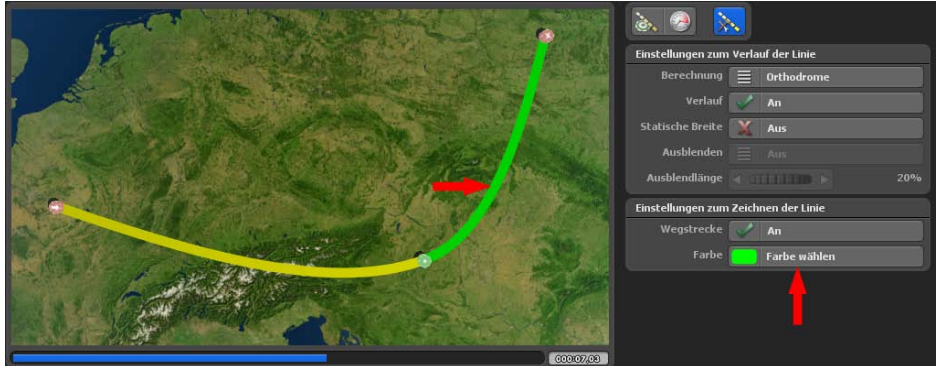 Einstellungen zum Verlauf der Linie
Berechnung Orthodrome
Verlauf An
Statische Breite Aus
Ausblenden Aus
Ausblendlänge 20%
Einstellungen zum Zeichnen der Linie
Wegstrecke An
Farbe Farbe wählen
000:07,03